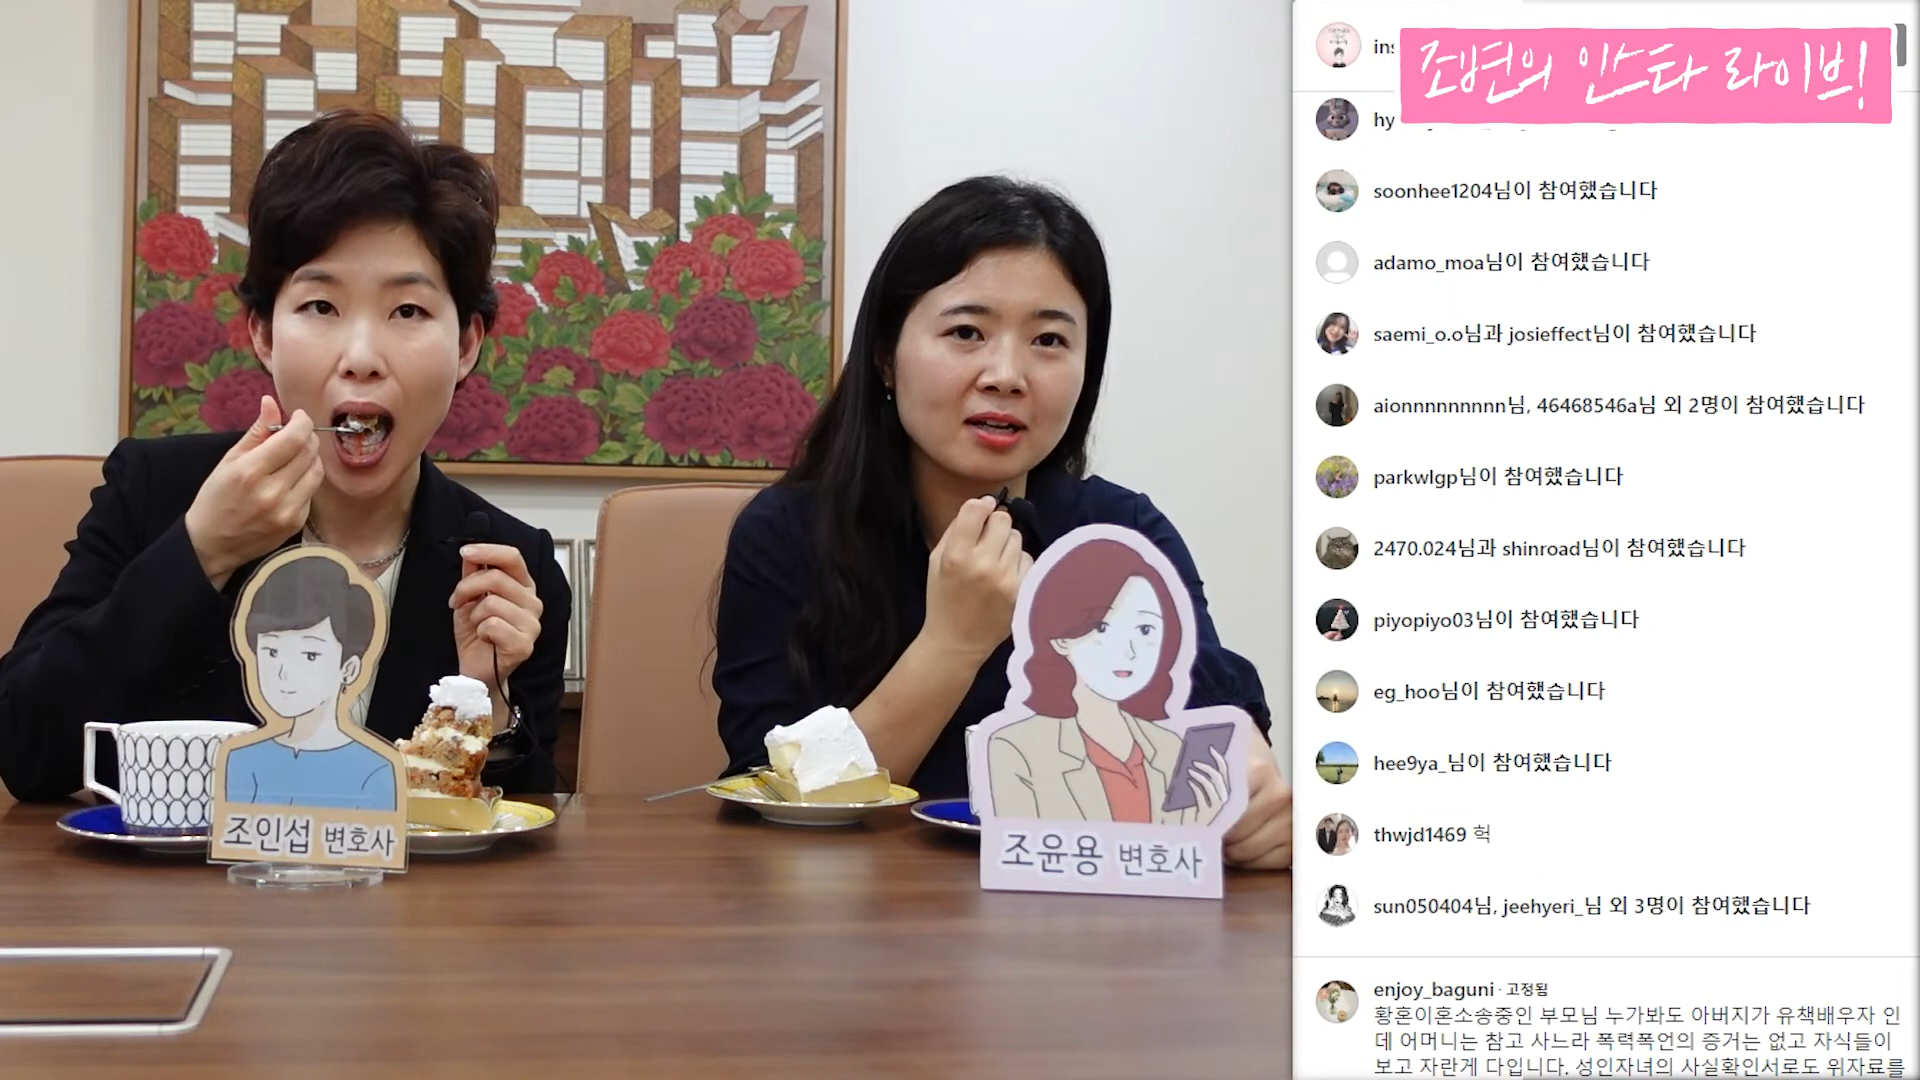 조변의 인스타 라이브!
ins
hy
soonhee1204님이 참여했습니다
adamo_moa님이 참여했습니다
saemi_o.o님과 josieffect님이 참여했습니다
aionnnnnnnnn님, 46468546a님 외 2명이 참여했습니다
parkwlgp님이 참여했습니다
2470.024님과 shinroad님이 참여했습니다
piyopiyo03님이 참여했습니다
eg_hoo님이 참여했습니다
hee9ya_님이 참여했습니다
thwjd1469 헉
sun050404님, jeehyeri_님 외 3명이 참여했습니다
enjoy_baguni · 고정됨
황혼이혼소송중인 부모님 누가봐도 아버지가 유책배우자 인
데 어머니는 참고 사느라 폭력폭언의 증거는 없고 자식들이
보고 자란게 다입니다. 성인자녀의 사실확인서로도 위자료를
조인섭 변호사
조윤용 변호사